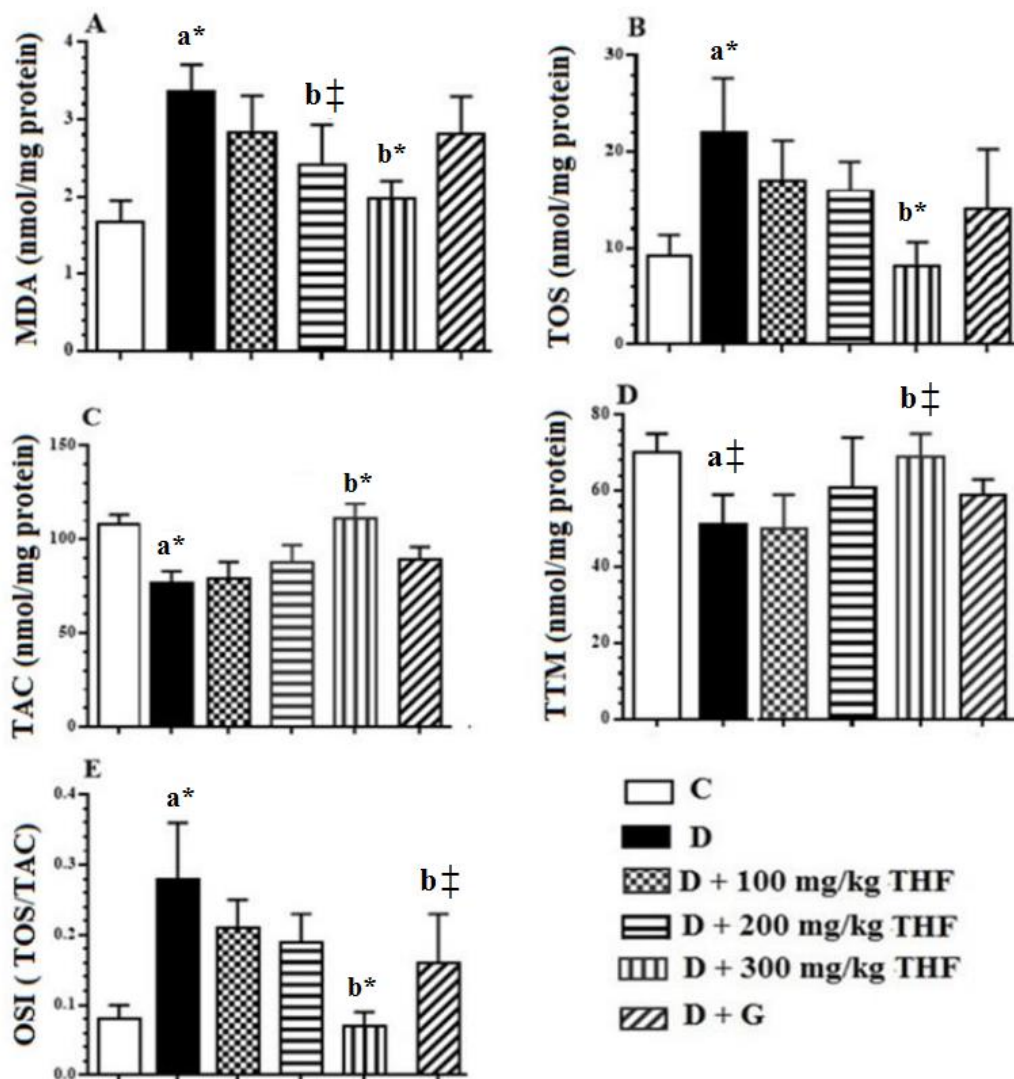 A
MDA (nmol/mg protein)
4
3
2
1
0
a*
b‡
b*
B
TOS (nmol/mg protein)
30
20
10
0
a*
b*
C
TAC (nmol/mg protein)
150
100
50
0
a*
b*
D
TTM (nmol/mg protein)
80
60
40
20
0
a‡
b‡
E
OSI ( TOS/TAC)
0.4
0.3
0.2
0.1
0.0
a*
b*
b‡
C
D
D + 100 mg/kg THF
D + 200 mg/kg THF
D + 300 mg/kg THF
D + G